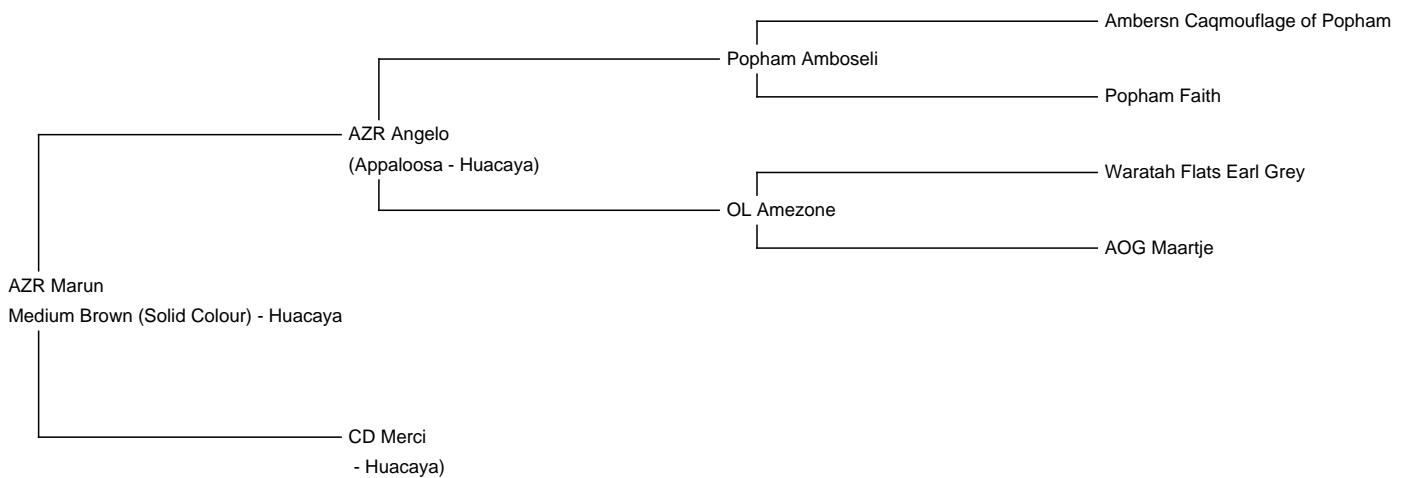 Ambersn Caqmouflage of Popham
Popham Amboseli
Popham Faith
AZR Angelo
(Appaloosa - Huacaya)
Waratah Flats Earl Grey
OL Amezone
AOG Maartje
AZR Marun
Medium Brown (Solid Colour) - Huacaya
CD Merci
- Huacaya)